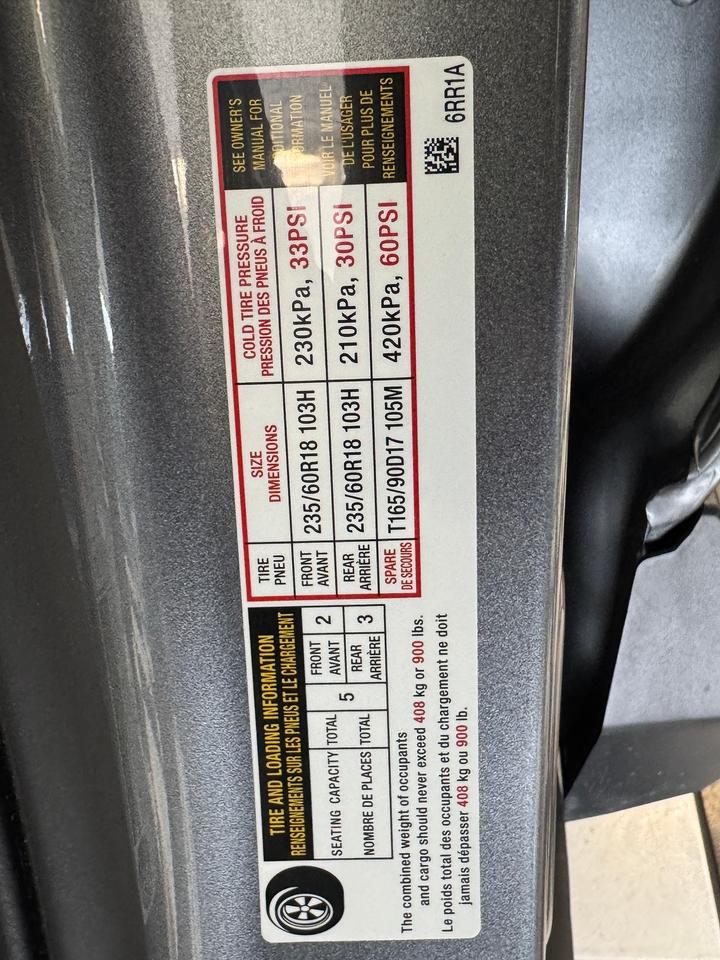 TIRE AND LOADING INFORMATION
RENSEIGNEMENTS SUR LES PNEUS ET LE CHARGEMENT
SEATING CAPACITY TOTAL 5 FRONT AVANT 2
NOMBRE DE PLACES TOTAL REAR ARRIÈRE 3
The combined weight of occupants
and cargo should never exceed 408 kg or 900 lbs.
Le poids total des occupants et du chargement ne doit
jamais dépasser 408 kg ou 900 lb.
TIRE
PNEU
SIZE
DIMENSIONS
COLD TIRE PRESSURE
PRESSION DES PNEUS À FROID
FRONT
AVANT
235/60R18 103H
230kPa, 33PSI
REAR
ARRIÈRE
235/60R18 103H
210kPa, 30PSI
SPARE
DE SECOURS
T165/90D17 105M
420kPa, 60PSI
SEE OWNER'S
MANUAL FOR
VOIR LE MANUEL
DE L'USAGER
POUR PLUS DE
RENSEIGNEMENTS
6RR1A